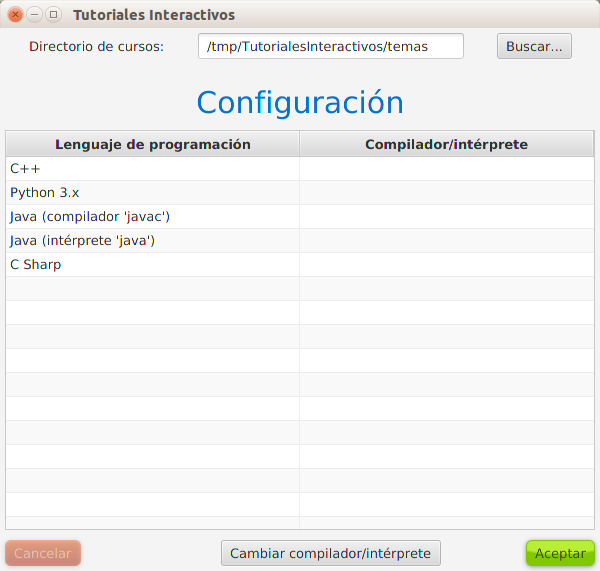 Tutoriales Interactivos
Directorio de cursos: /tmp/TutorialesInteractivos/temas Buscar...
Configuración
Lenguaje de programación Compilador/intérprete
C++
Python 3.x
Java (compilador 'javac')
Java (intérprete 'java')
C Sharp
Cancelar Cambiar compilador/intérprete Aceptar